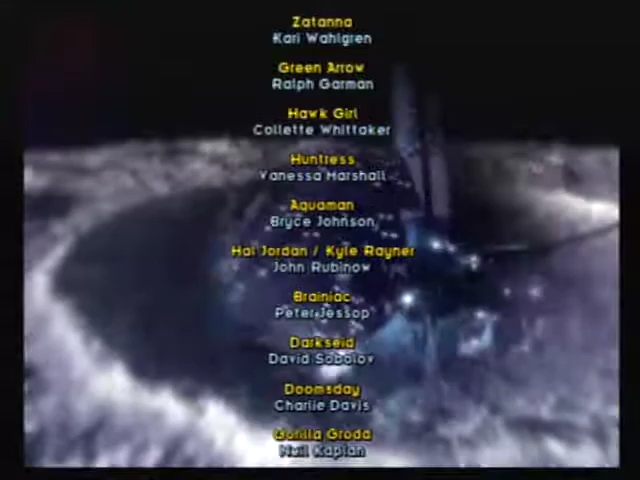 Zatanna
Kari Wahlgren
Green Arrow
Ralph Garman
Hawk Girl
Collette Whittaker
Huntress
Vanessa Marshall
Aquaman
Bryce Johnson
Hal Jordan / Kyle Rayner
John Rubinow
Brainiac
Peter Jessop
Darkseid
David Sobolov
Doomsday
Charlie Davis
Gorilla Grodd
Neil Kaplan